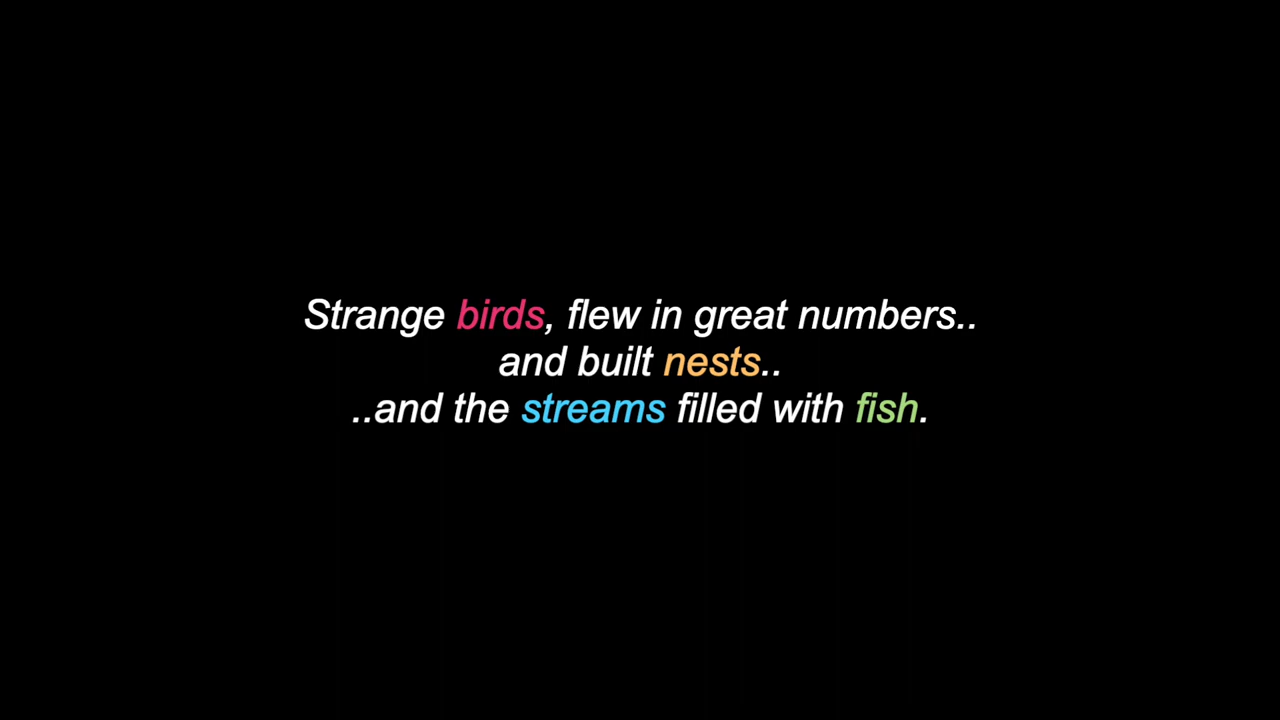 Strange birds, flew in great numbers..
and built nests..
..and the streams filled with fish.